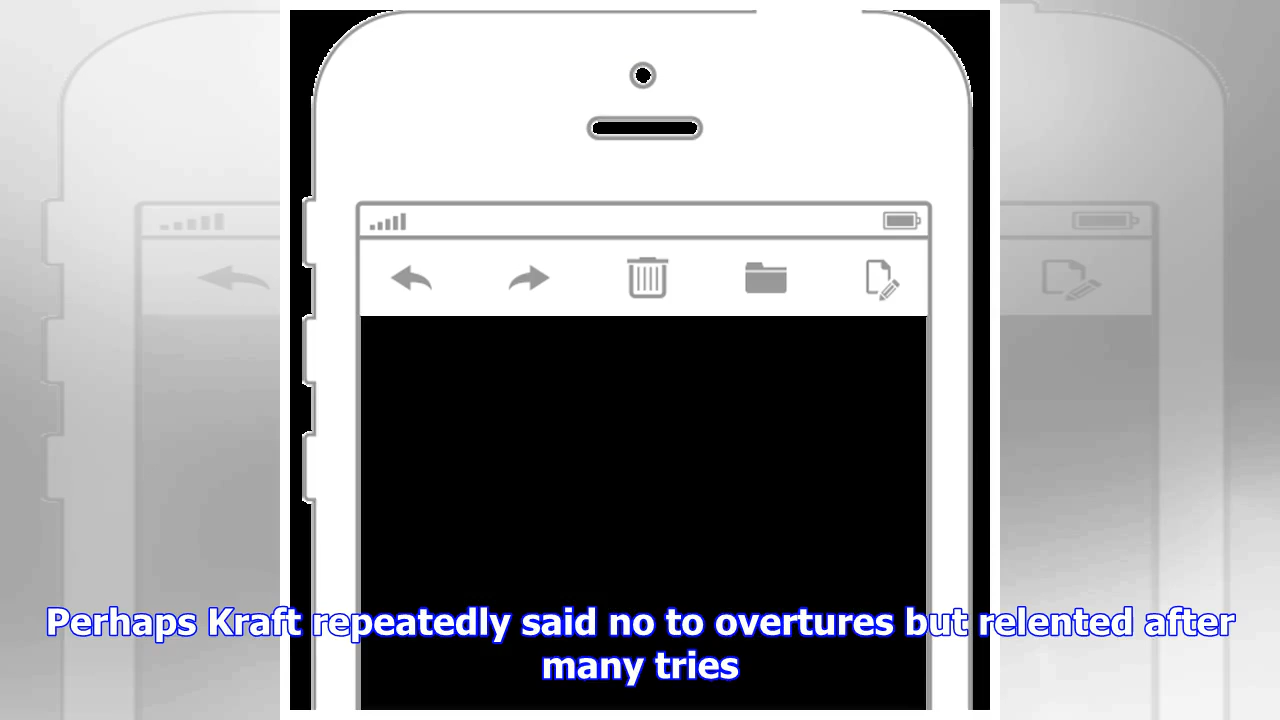 Perhaps Kraft repeatedly said no to overtures but relented after
many tries